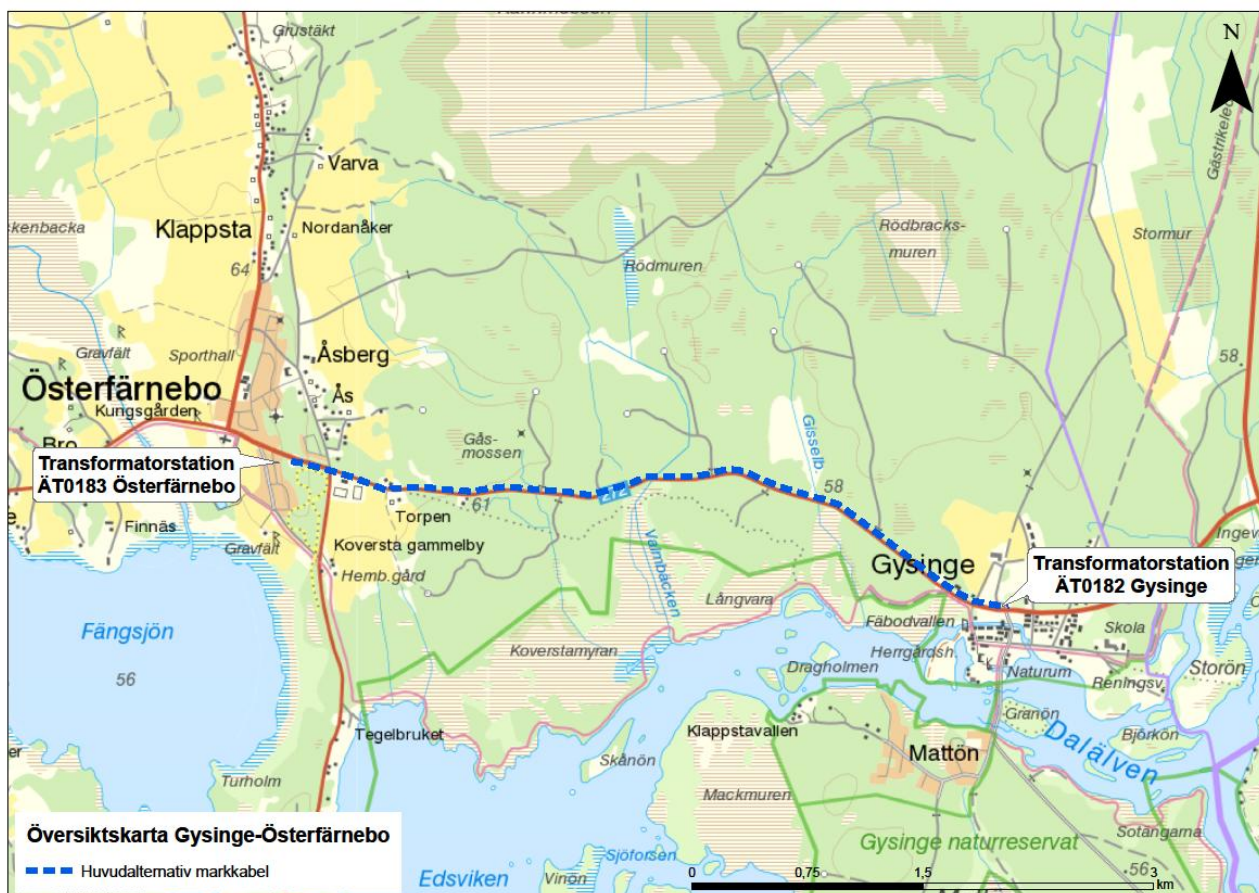 Grustäkt
N
Gästrikeled
Varva
ckenbacka
Klappsta
Nordanåker
Stormur
Rödbracks-
muren
64
Rödmuren
Gravfält
Sporthall
Åsberg
58
Österfärnebo
Ås
Kungsgården
Bro
Gås-
mossen
Gisselb.
Transformatorstation
ÄT0183 Österfärnebo
272
58
61
Torpen
Finnäs
Gravfält
Koversta gammelby
Gysinge
Transformatorstation
ÄT0182 Gysinge
Hemb.gård
Långvara
Fäbodvallen
Skola
Fängsjön
Koverstamyran
Herrgårdsh.
Dragholmen
Naturum
Storön
Reningsv.
56
Granön
Klappstavallen
Björkön
Tegelbruket
Dalälven
Skånön
Mattön
Turholm
Mackmuren
Sotängarna
Översiktskarta Gysinge-Österfärnebo
Gysinge naturreservat
Sjöforsen
56
Huvudalternativ markkabel
Edsviken
Vinön
0 0,75 1,5 3
km